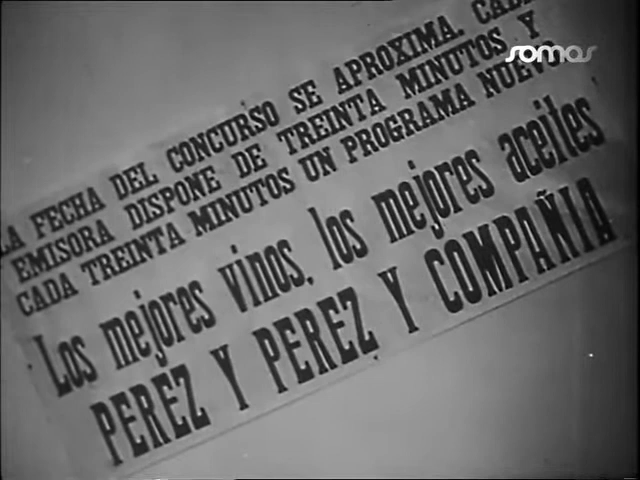 somos
LA FECHA DEL CONCURSO SE APROXIMA. CADA
EMISORA DISPONE DE TREINTA MINUTOS Y
CADA TREINTA MINUTOS UN PROGRAMA NUEVO
Los mejores vinos, los mejores aceites
PEREZ Y PEREZ Y COMPAÑIA